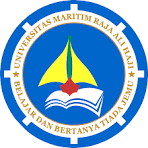 UNIVERSITAS MARITIM RAJA ALI HAJI
BELAJAR DAN BERTANYA TIADA JEMU